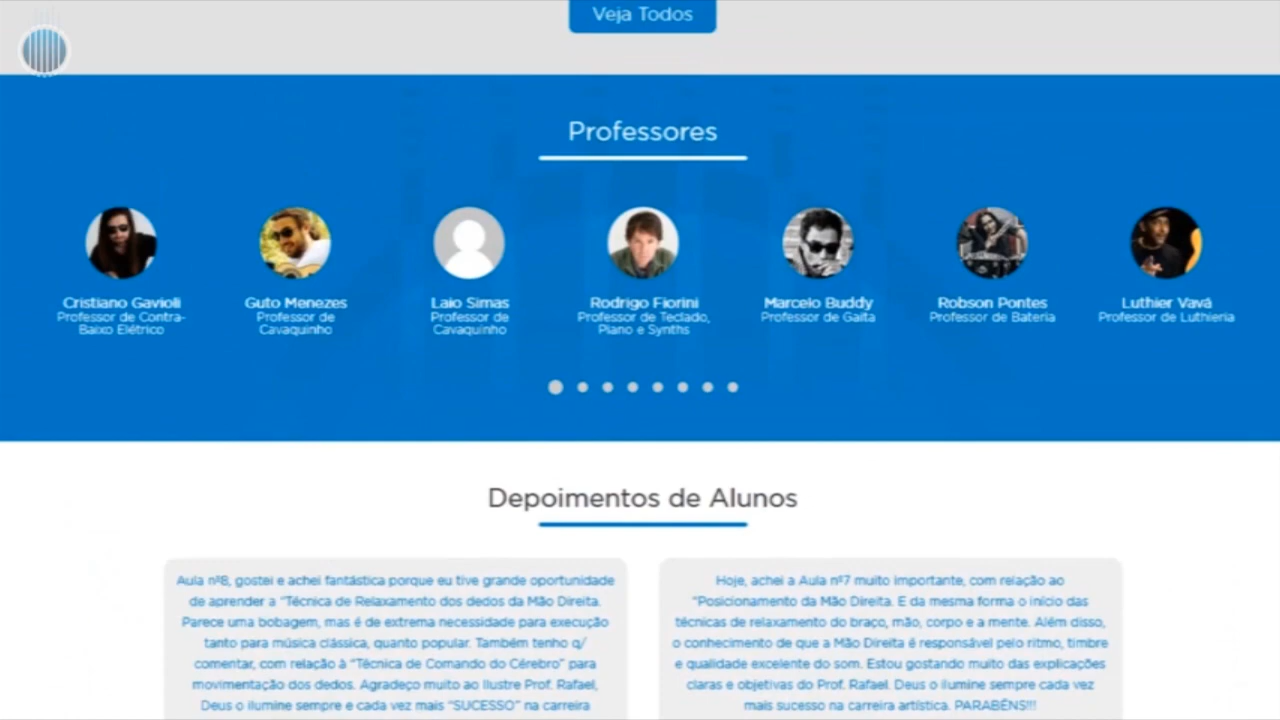 Veja Todos
Professores
Cristiano Gavioli
Professor de Contra-
Baixo Elétrico
Guto Menezes
Professor de
Cavaquinho
Laio Simas
Professor de
Cavaquinho
Rodrigo Fiorini
Professor de Teclado,
Piano e Synths
Marcelo Buddy
Professor de Gaita
Robson Pontes
Professor de Bateria
Luthier Vavá
Professor de Luthieria
Depoimentos de Alunos
Aula nº8, gostei e achei fantástica porque eu tive grande oportunidade
de aprender a "Técnica de Relaxamento dos dedos da Mão Direita.
Parece uma bobagem, mas é de extrema necessidade para execução
tanto para música clássica, quanto popular. Também tenho q/
comentar, com relação à "Técnica de Comando do Cérebro" para
movimentação dos dedos. Agradeço muito ao Ilustre Prof. Rafael,
Deus o ilumine sempre e cada vez mais "SUCESSO" na carreira
Hoje, achei a Aula nº7 muito importante, com relação ao
"Posicionamento da Mão Direita. E da mesma forma o início das
técnicas de relaxamento do braço, mão, corpo e a mente. Além disso,
o conhecimento de que a Mão Direita é responsável pelo ritmo, timbre
e qualidade excelente do som. Estou gostando muito das explicações
claras e objetivas do Prof. Rafael. Deus o ilumine sempre cada vez
mais sucesso na carreira artística. PARABÉNS!!!